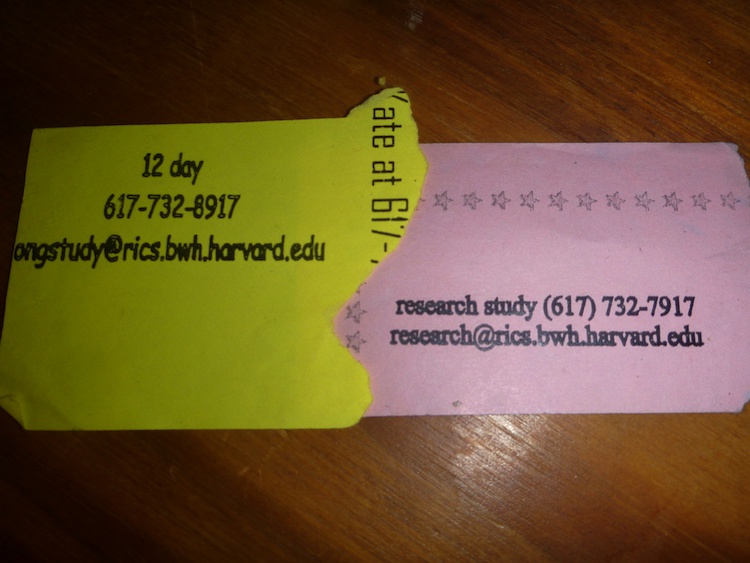 12 day
617-732-8917
ongstudy@rics.bwh.harvard.edu
ate at 617-
research study (617) 732-7917
research@rics.bwh.harvard.edu